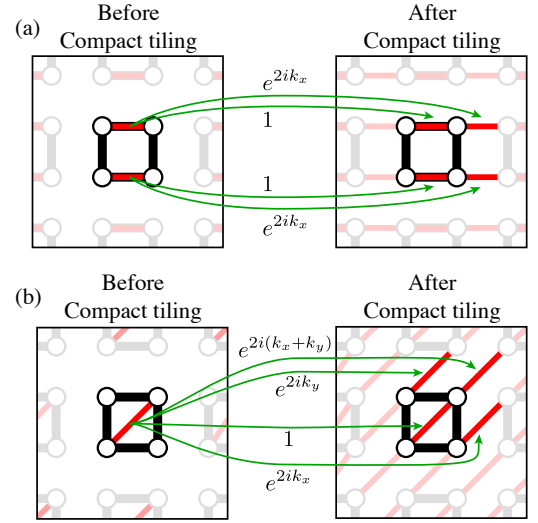 (a)
Before
Compact tiling
After
Compact tiling
e^{2ik_x}
1
1
e^{2ik_x}
(b)
Before
Compact tiling
After
Compact tiling
e^{2i(k_x+k_y)}
e^{2ik_y}
1
e^{2ik_x}